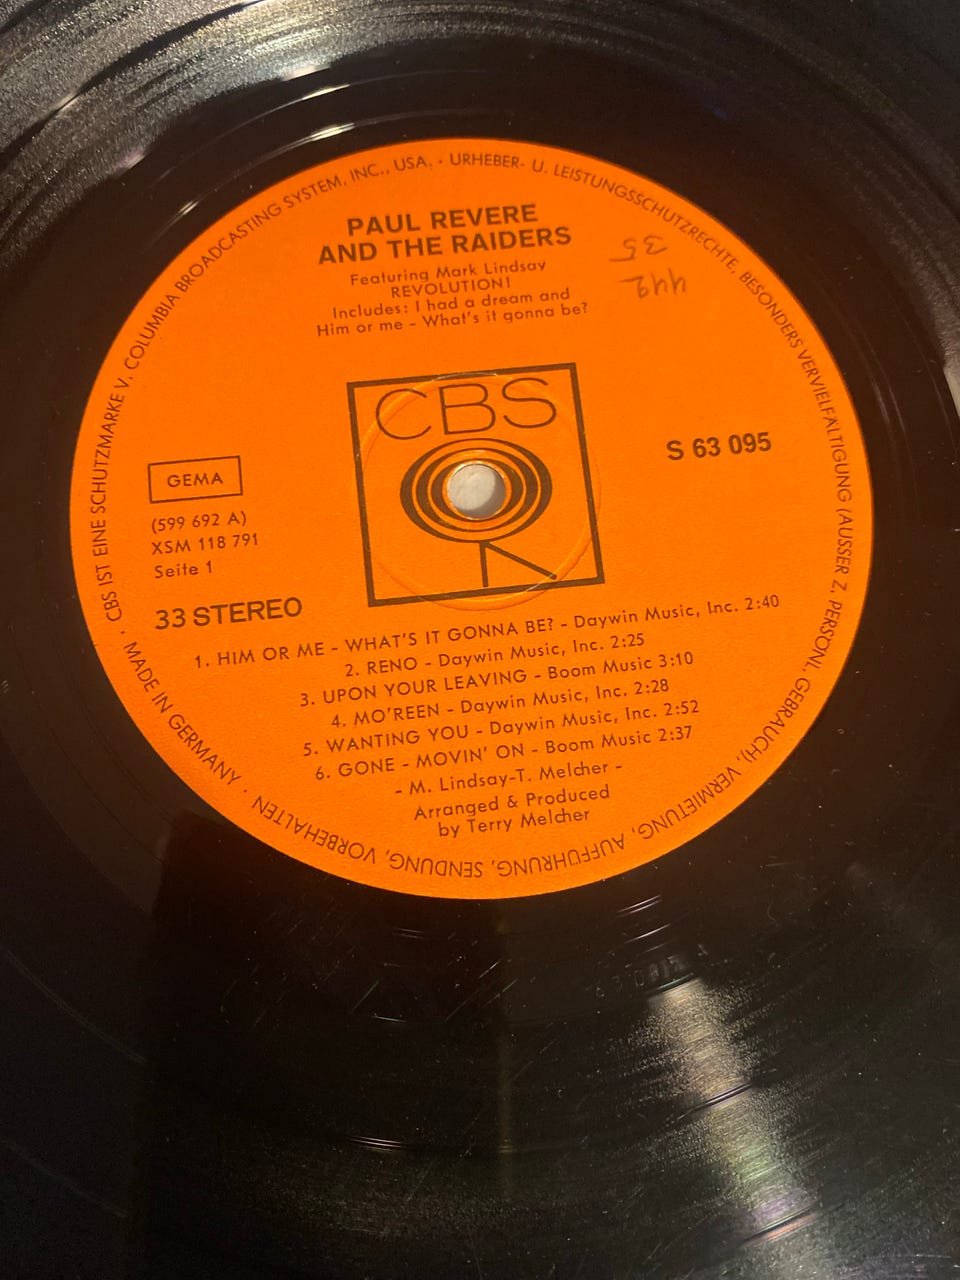 CBS IST EINE SCHUTZMARKE V. COLUMBIA BROADCASTING SYSTEM, INC., USA. · URHEBER- U. LEISTUNGSSCHUTZRECHTE, BESONDERS VERVIELFÄLTIGUNG (AUSSER Z. PERSÖNL. GEBRAUCH), VERMIETUNG, AUFFÜHRUNG, SENDUNG, VORBEHALTEN · MADE IN GERMANY ·
PAUL REVERE
AND THE RAIDERS
Featuring Mark Lindsay
REVOLUTION!
Includes: I had a dream and
Him or me - What's it gonna be?
442
35
CBS
S 63 095
GEMA
(599 692 A)
XSM 118 791
Seite 1
33 STEREO
1. HIM OR ME - WHAT'S IT GONNA BE? - Daywin Music, Inc. 2:40
2. RENO - Daywin Music, Inc. 2:25
3. UPON YOUR LEAVING - Boom Music 3:10
4. MO'REEN - Daywin Music, Inc. 2:28
5. WANTING YOU - Daywin Music, Inc. 2:52
6. GONE - MOVIN' ON - Boom Music 2:37
- M. Lindsay-T. Melcher -
Arranged & Produced
by Terry Melcher